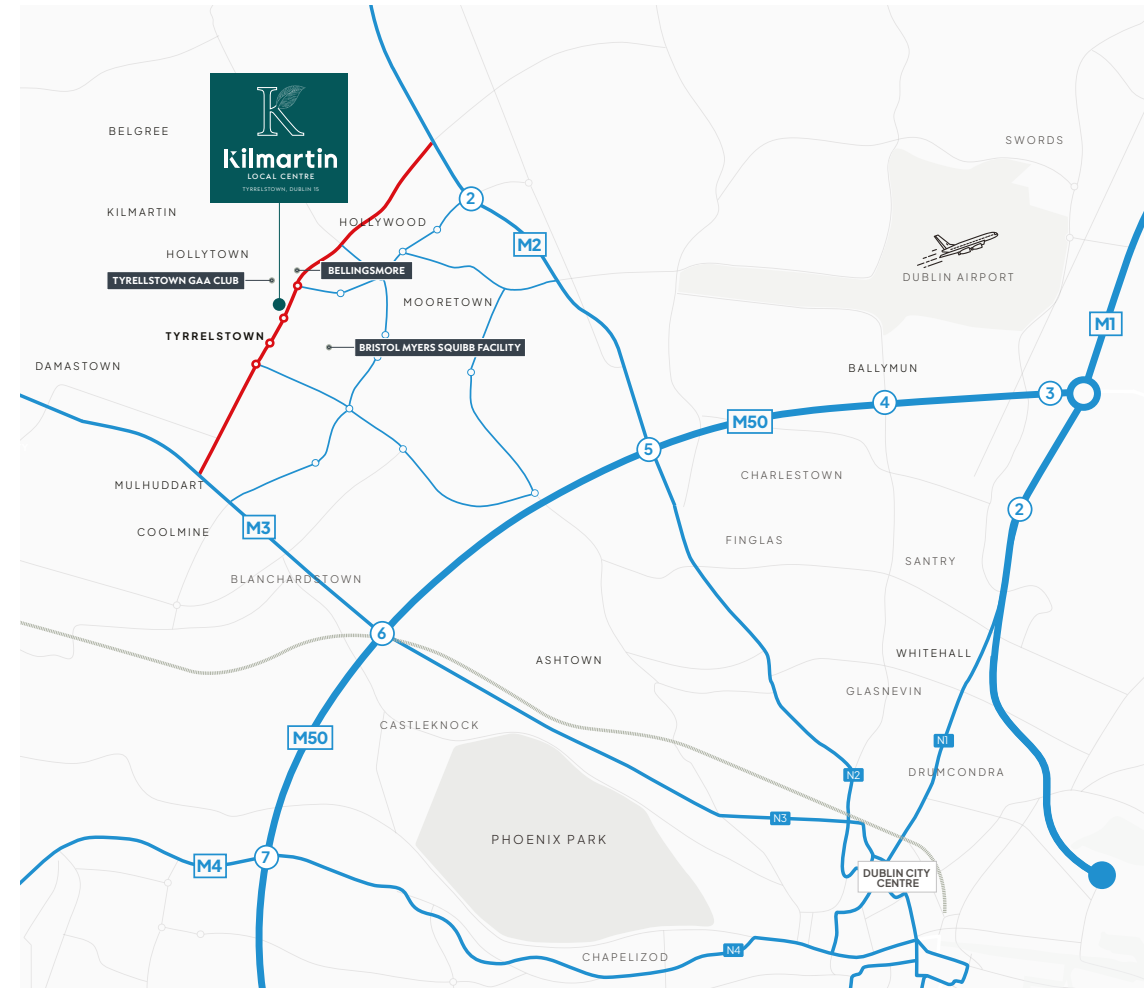 BELGREE
Kilmartin
LOCAL CENTRE
TYRRELSTOWN, DUBLIN 15
SWORDS
KILMARTIN
HOLLYWOOD
2
M2
HOLLYTOWN
BELLINGSMORE
TYRELLSTOWN GAA CLUB
DUBLIN AIRPORT
MOORETOWN
M1
TYRRELSTOWN
BRISTOL MYERS SQUIBB FACILITY
DAMASTOWN
BALLYMUN
3
4
M50
5
CHARLESTOWN
MULHUDDART
2
M3
COOLMINE
FINGLAS
SANTRY
BLANCHARDSTOWN
6
ASHTOWN
WHITEHALL
GLASNEVIN
CASTLEKNOCK
M50
N1
N2
DRUMCONDRA
N3
PHOENIX PARK
7
M4
DUBLIN CITY
CENTRE
N4
CHAPELIZOD